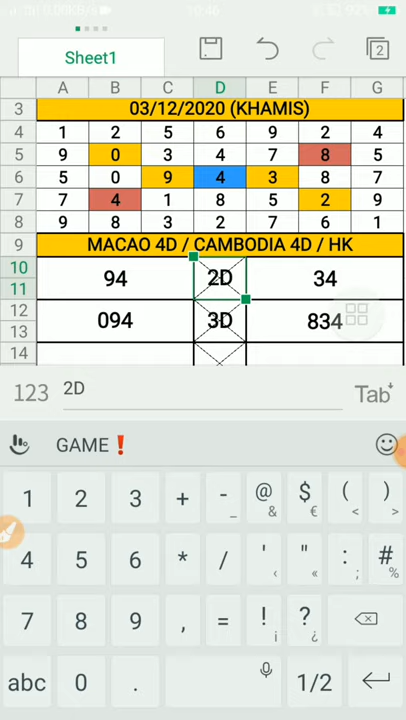 10:46
Sheet1
2
A B C D E F G
3 03/12/2020 (KHAMIS)
4 1 2 5 6 9 2 4
5 9 0 3 4 7 8 5
6 5 0 9 4 3 8 7
7 7 4 1 8 5 2 9
8 9 8 3 2 7 6 1
9 MACAO 4D / CAMBODIA 4D / HK
10 94 2D 34
11
12 094 3D 834
13
14
123 2D Tab
GAME❗
1 2 3 + - _ @ & $ € ( < ) >
4 5 6 * / ' ‹ " « : ; # %
7 8 9 , = ! ¡ ? ¿
abc 0 . 1/2